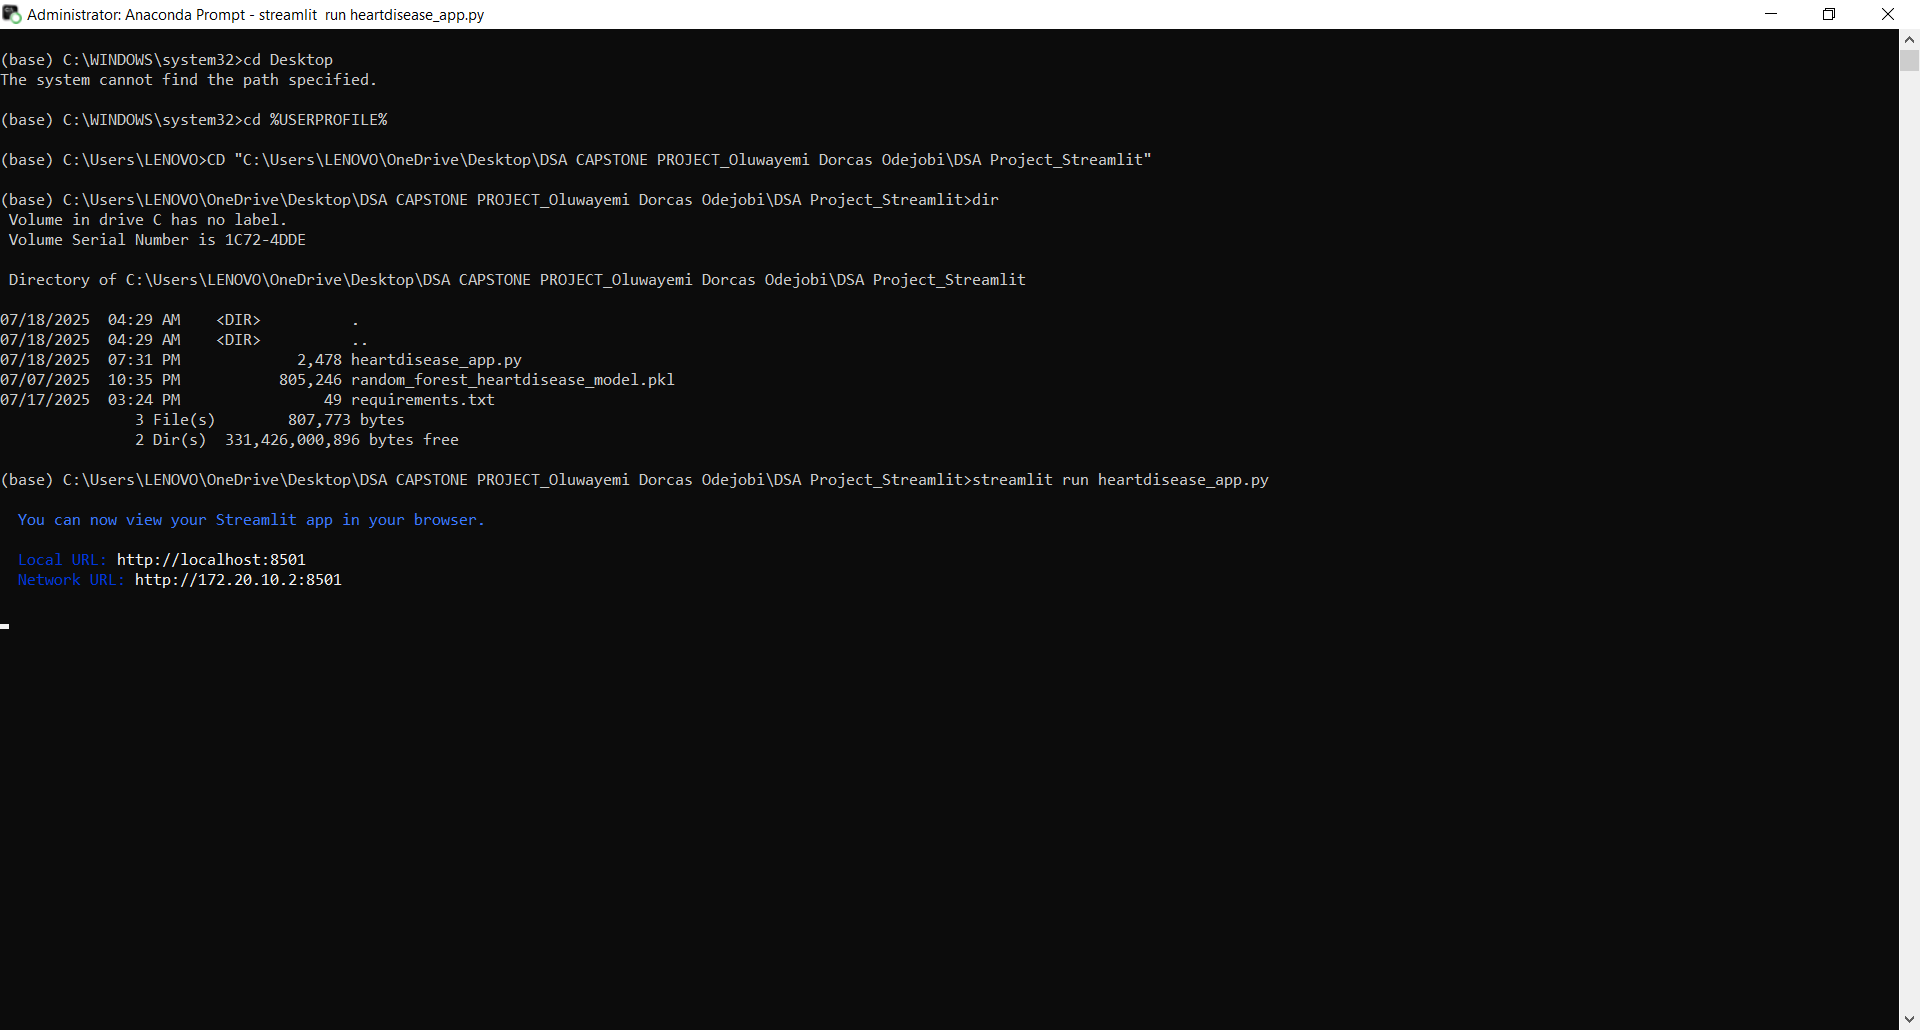 Administrator: Anaconda Prompt - streamlit  run heartdisease_app.py
(base) C:\WINDOWS\system32>cd Desktop
The system cannot find the path specified.
(base) C:\WINDOWS\system32>cd %USERPROFILE%
(base) C:\Users\LENOVO>CD "C:\Users\LENOVO\OneDrive\Desktop\DSA CAPSTONE PROJECT_Oluwayemi Dorcas Odejobi\DSA Project_Streamlit"
(base) C:\Users\LENOVO\OneDrive\Desktop\DSA CAPSTONE PROJECT_Oluwayemi Dorcas Odejobi\DSA Project_Streamlit>dir
 Volume in drive C has no label.
 Volume Serial Number is 1C72-4DDE
 Directory of C:\Users\LENOVO\OneDrive\Desktop\DSA CAPSTONE PROJECT_Oluwayemi Dorcas Odejobi\DSA Project_Streamlit
07/18/2025  04:29 AM    <DIR>          .
07/18/2025  04:29 AM    <DIR>          ..
07/18/2025  07:31 PM             2,478 heartdisease_app.py
07/07/2025  10:35 PM           805,246 random_forest_heartdisease_model.pkl
07/17/2025  03:24 PM                49 requirements.txt
               3 File(s)        807,773 bytes
               2 Dir(s)  331,426,000,896 bytes free
(base) C:\Users\LENOVO\OneDrive\Desktop\DSA CAPSTONE PROJECT_Oluwayemi Dorcas Odejobi\DSA Project_Streamlit>streamlit run heartdisease_app.py
  You can now view your Streamlit app in your browser.
  Local URL: http://localhost:8501
  Network URL: http://172.20.10.2:8501